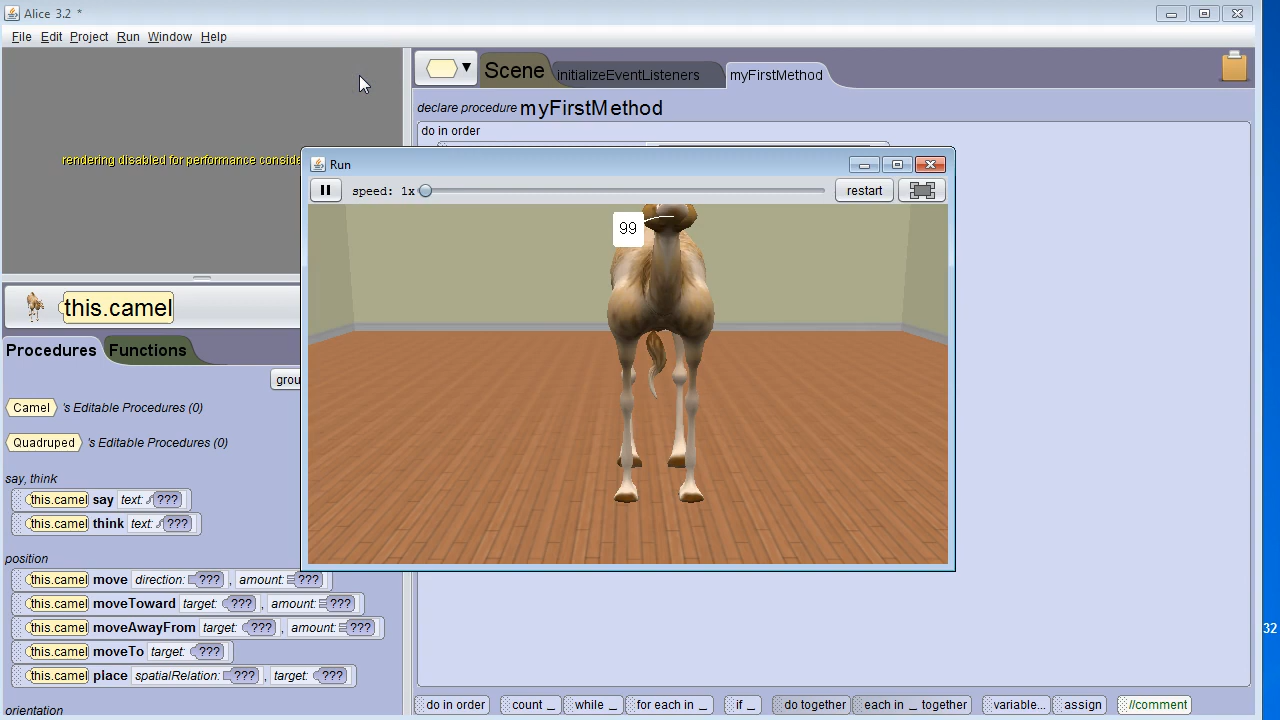 Alice 3.2 *
File Edit Project Run Window Help
Scene initializeEventListeners myFirstMethod
declare procedure myFirstMethod
do in order
rendering disabled for performance conside
Run
speed: 1x restart
99
this.camel
Procedures Functions
grou
Camel 's Editable Procedures (0)
Quadruped 's Editable Procedures (0)
say, think
this.camel say text: ???
this.camel think text: ???
position
this.camel move direction: ??? , amount: ???
this.camel moveToward target: ??? , amount: ???
this.camel moveAwayFrom target: ??? , amount: ???
this.camel moveTo target: ???
this.camel place spatialRelation: ??? , target: ???
orientation
do in order count _ while _ for each in _ if _ do together each in _ together variable... assign //comment
32